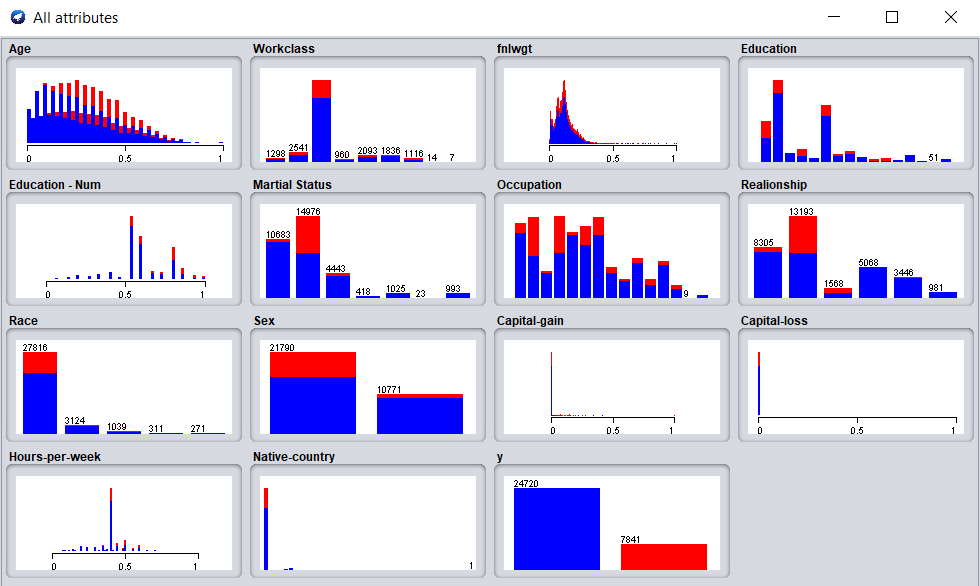 All attributes
Age Workclass fnlwgt Education
1298 2541 960 2093 1836 1116 14 7
51
0 0.5 1
0 0.5 1
Education - Num Martial Status Occupation Realionship
10683 14976 4443 418 1025 23 993
9
8305 13193 1568 5068 3446 981
0 0.5 1
Race Sex Capital-gain Capital-loss
27816 3124 1039 311 271
21790 10771
0 0.5 1
0 0.5 1
Hours-per-week Native-country y
24720 7841
1
0 0.5 1